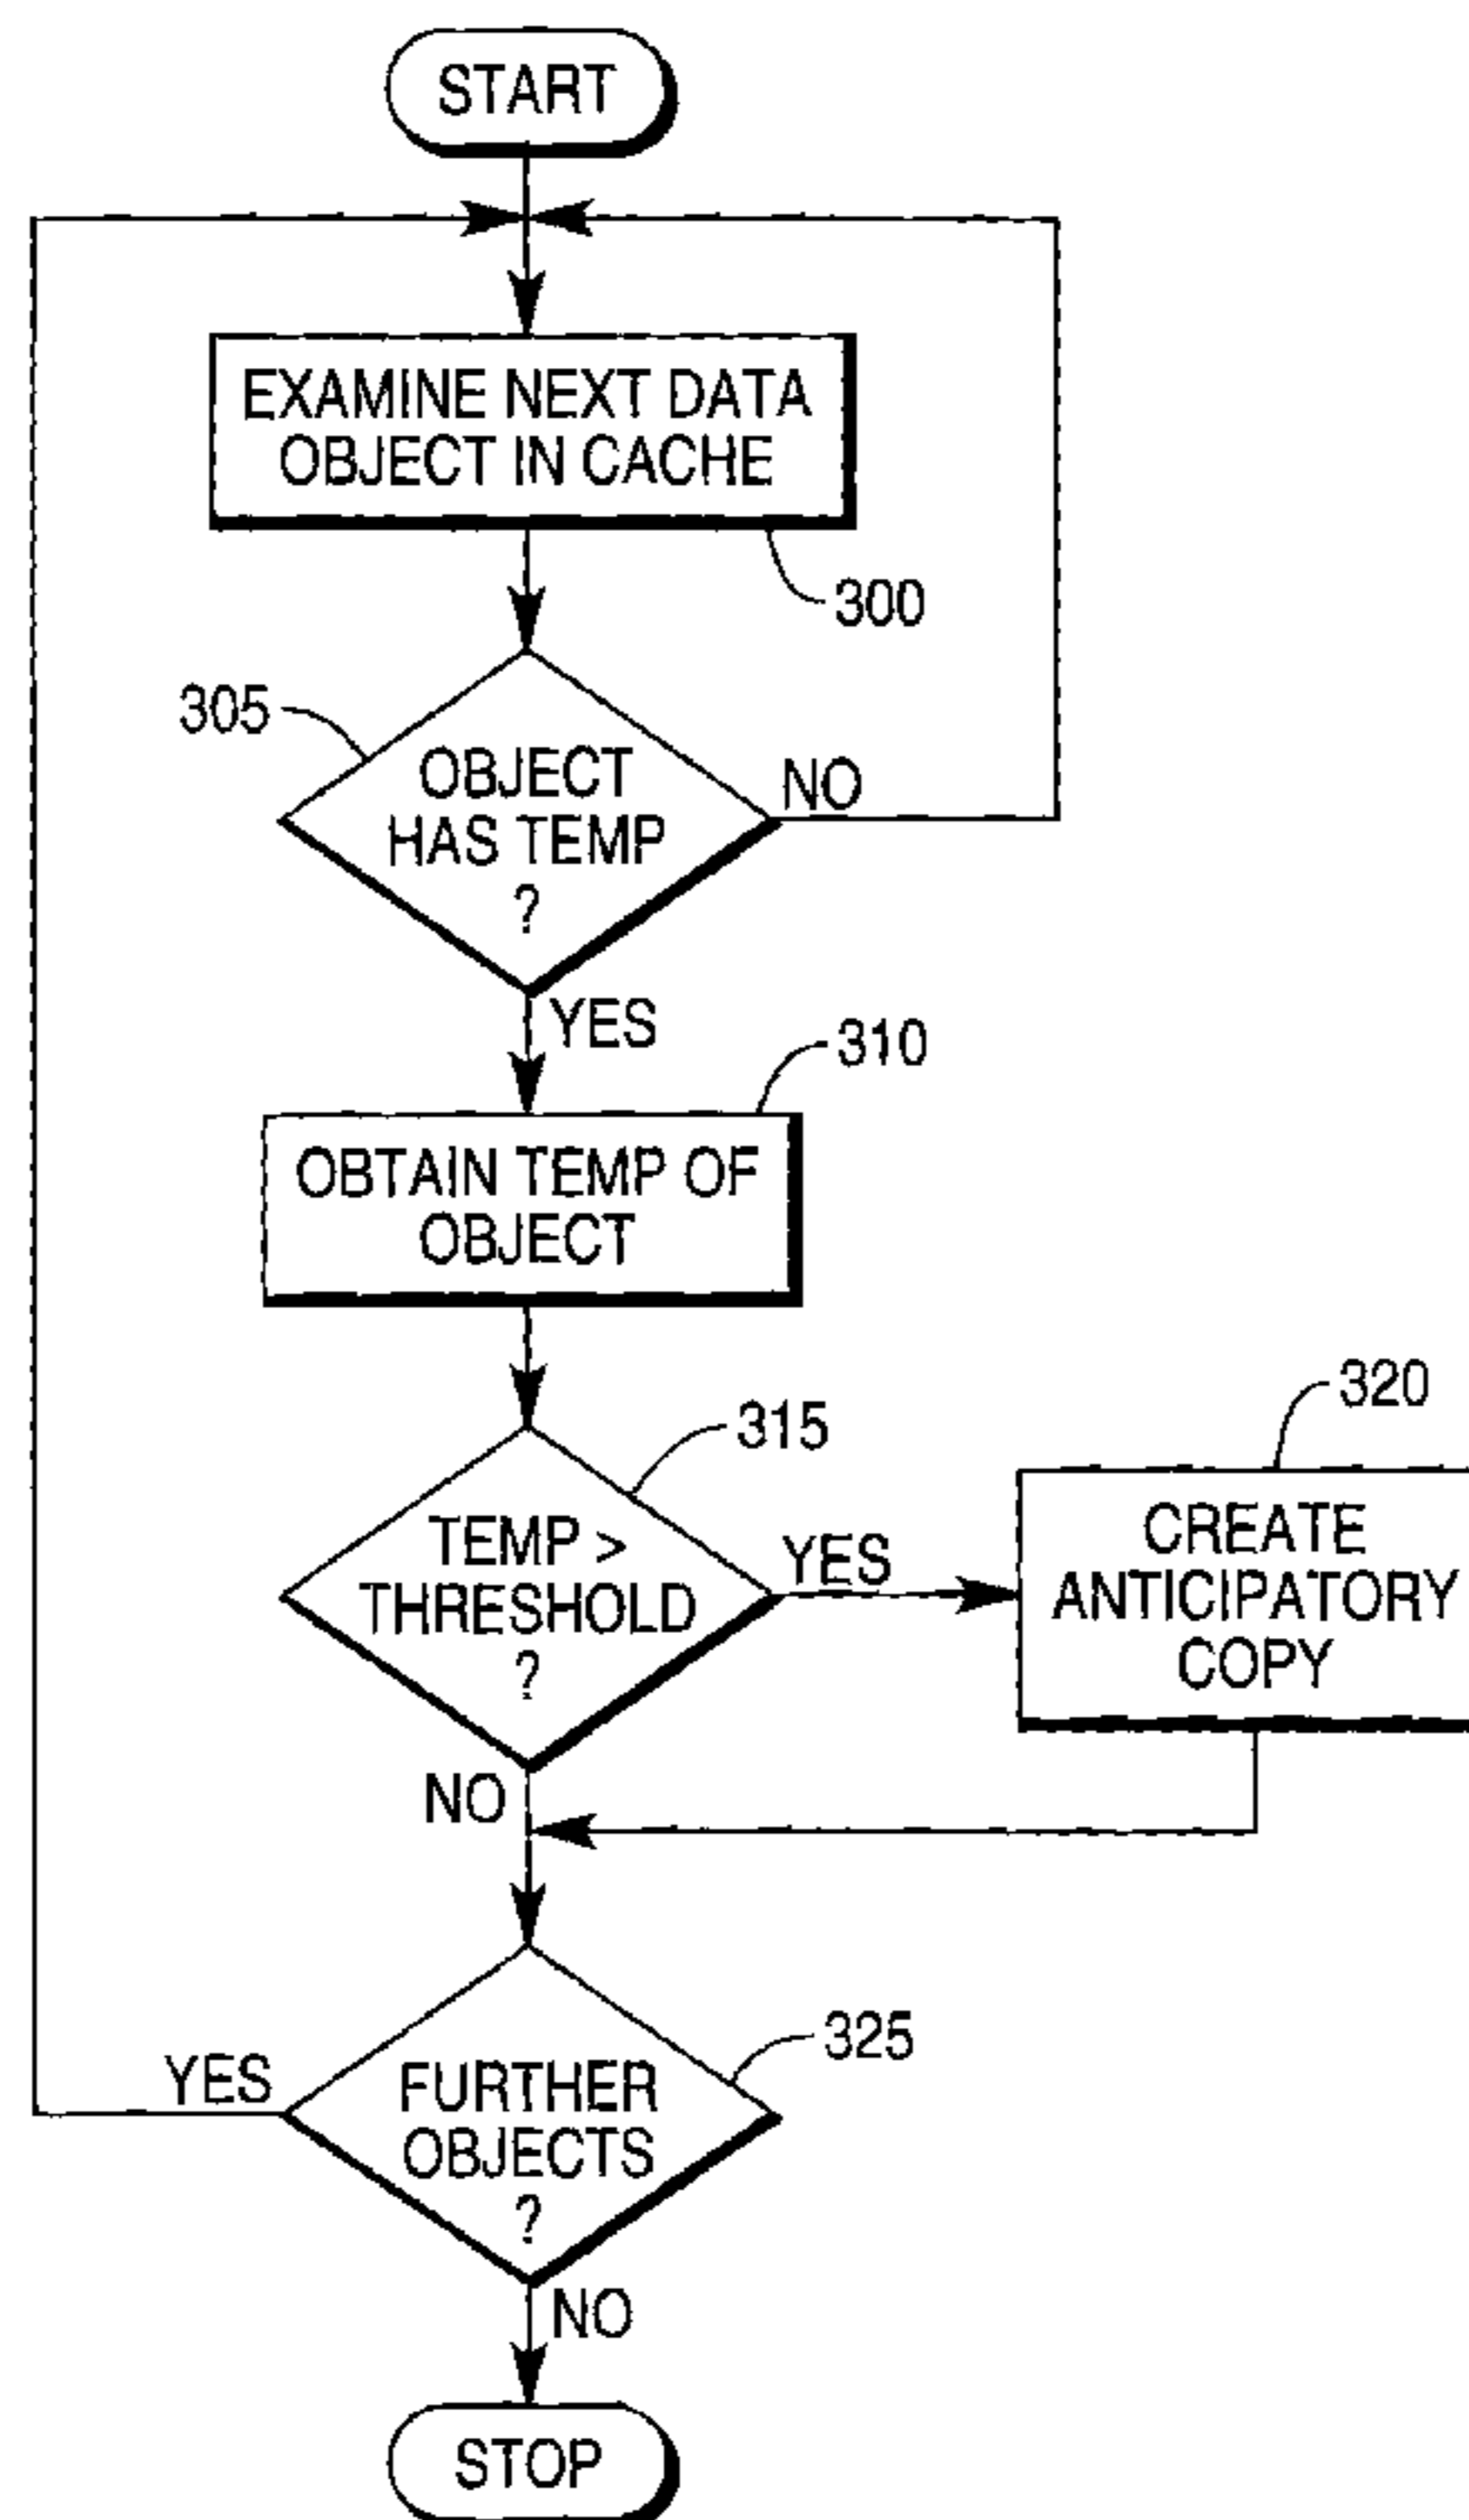 START
EXAMINE NEXT DATA
OBJECT IN CACHE
300
305
OBJECT
HAS TEMP
?
NO
YES
310
OBTAIN TEMP OF
OBJECT
315
320
TEMP >
THRESHOLD
?
YES
CREATE
ANTICIPATORY
COPY
NO
325
YES
FURTHER
OBJECTS
?
NO
STOP